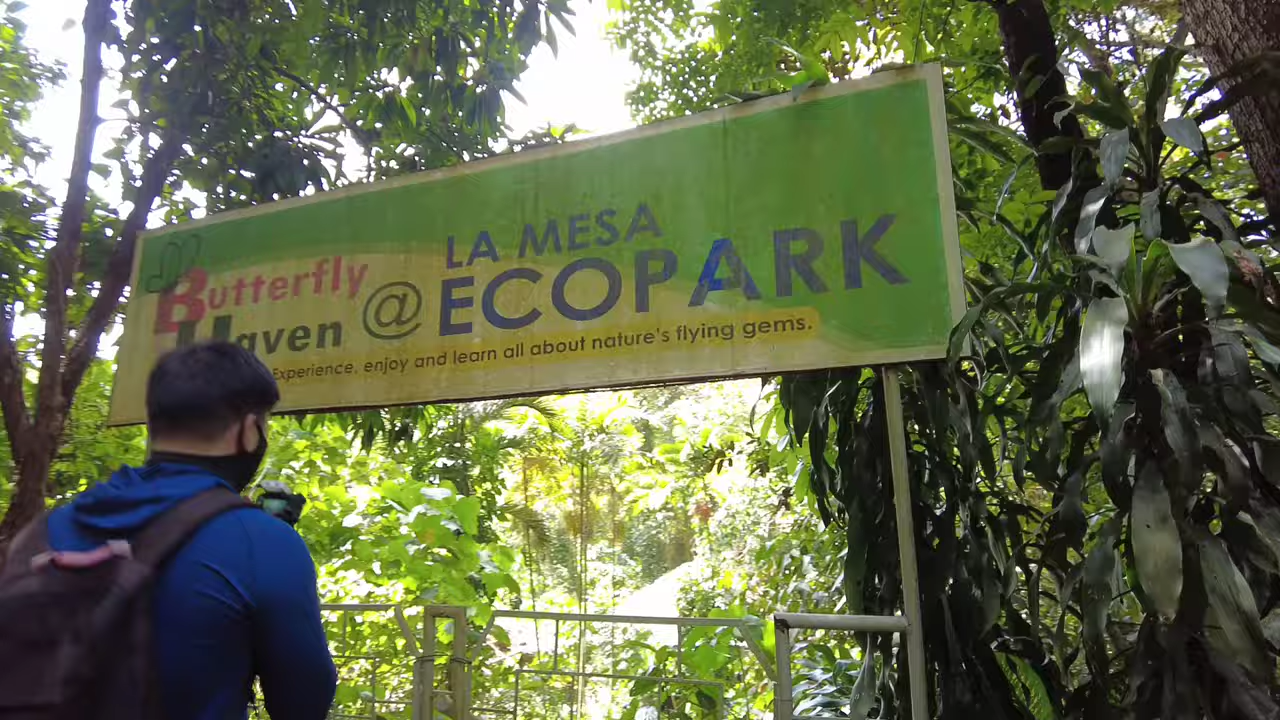 Butterfly
Haven
@
LA MESA
ECOPARK
Experience, enjoy and learn all about nature's flying gems.